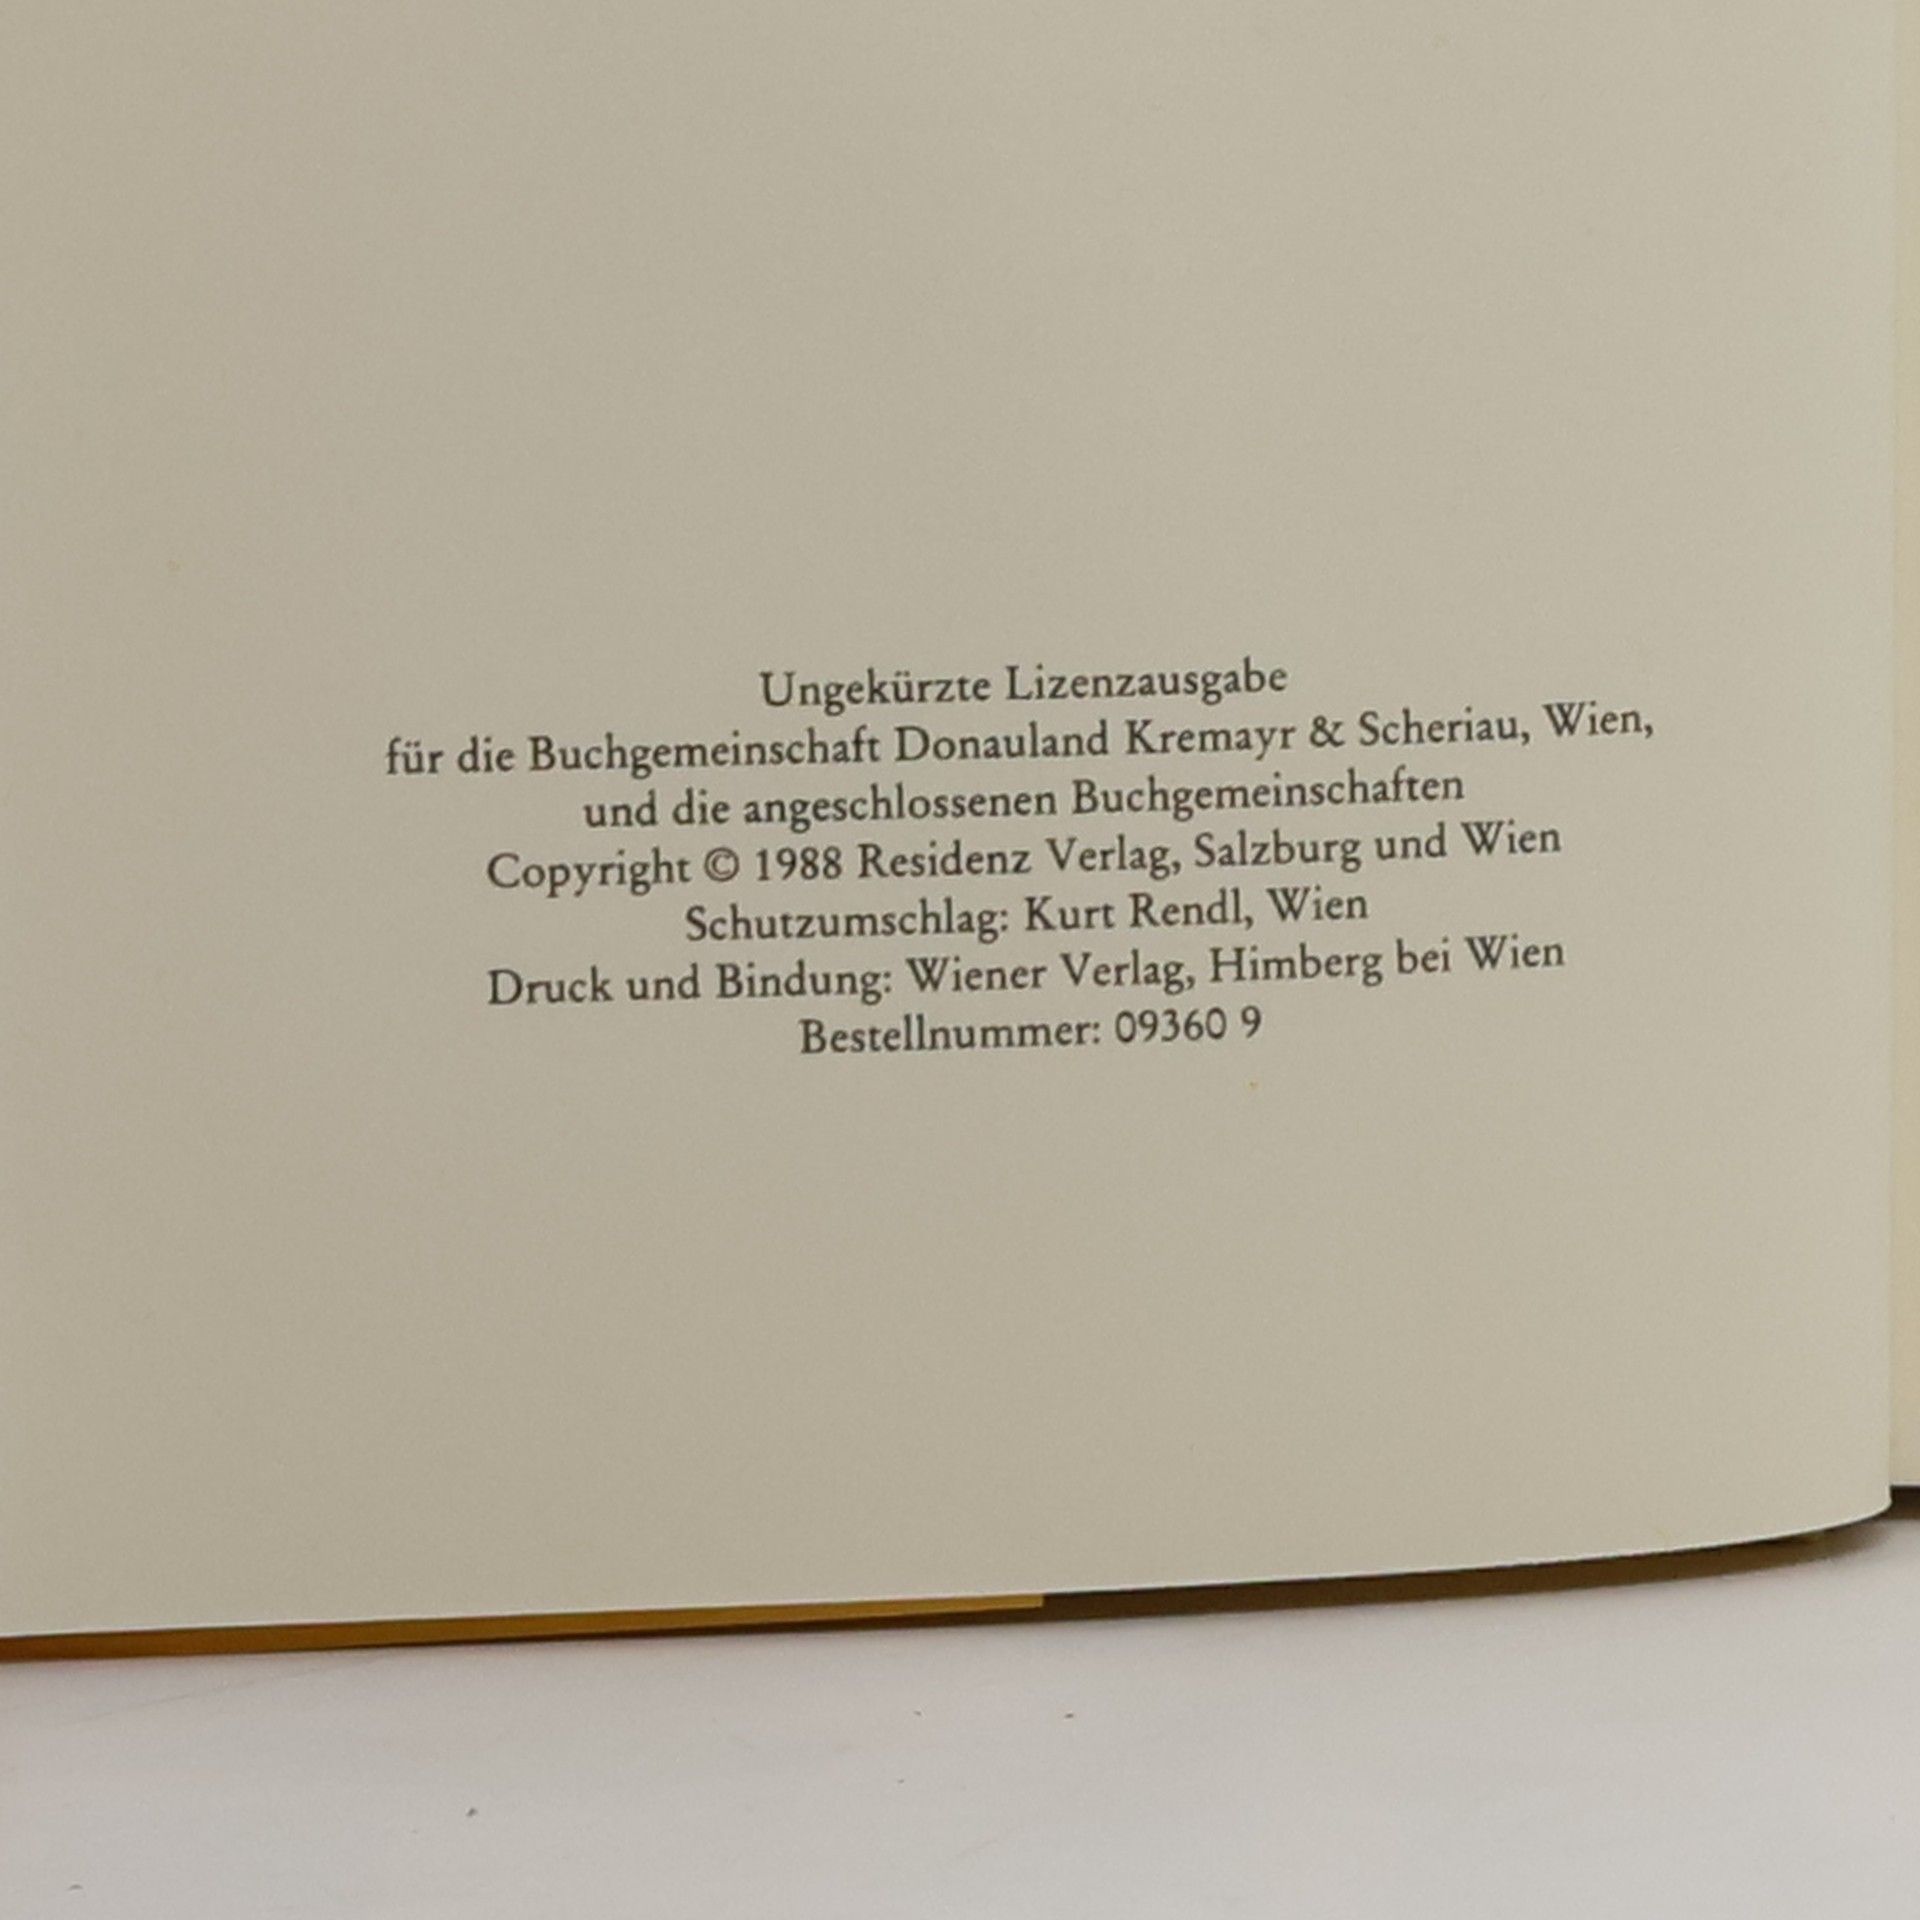 Ungekürzte Lizenzausgabe
für die Buchgemeinschaft Donauland Kremayr & Scheriau, Wien,
und die angeschlossenen Buchgemeinschaften
Copyright © 1988 Residenz Verlag, Salzburg und Wien
Schutzumschlag: Kurt Rendl, Wien
Druck und Bindung: Wiener Verlag, Himberg bei Wien
Bestellnummer: 09360 9